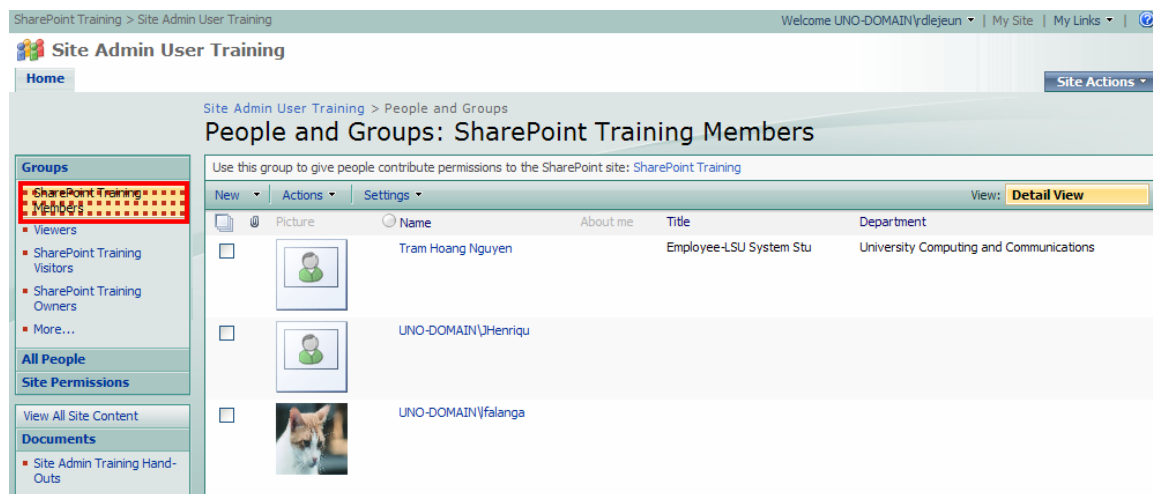 SharePoint Training > Site Admin User Training
Welcome UNO-DOMAIN\rdlejeun | My Site | My Links |
Site Admin User Training
Home
Site Actions
Site Admin User Training > People and Groups
People and Groups: SharePoint Training Members
Groups
SharePoint Training
Members
Viewers
SharePoint Training
Visitors
SharePoint Training
Owners
More...
All People
Site Permissions
View All Site Content
Documents
Site Admin Training Hand-
Outs
Use this group to give people contribute permissions to the SharePoint site: SharePoint Training
New Actions Settings View: Detail View
Picture Name About me Title Department
Tram Hoang Nguyen Employee-LSU System Stu University Computing and Communications
UNO-DOMAIN\JHenriqu
UNO-DOMAIN\lfalanga